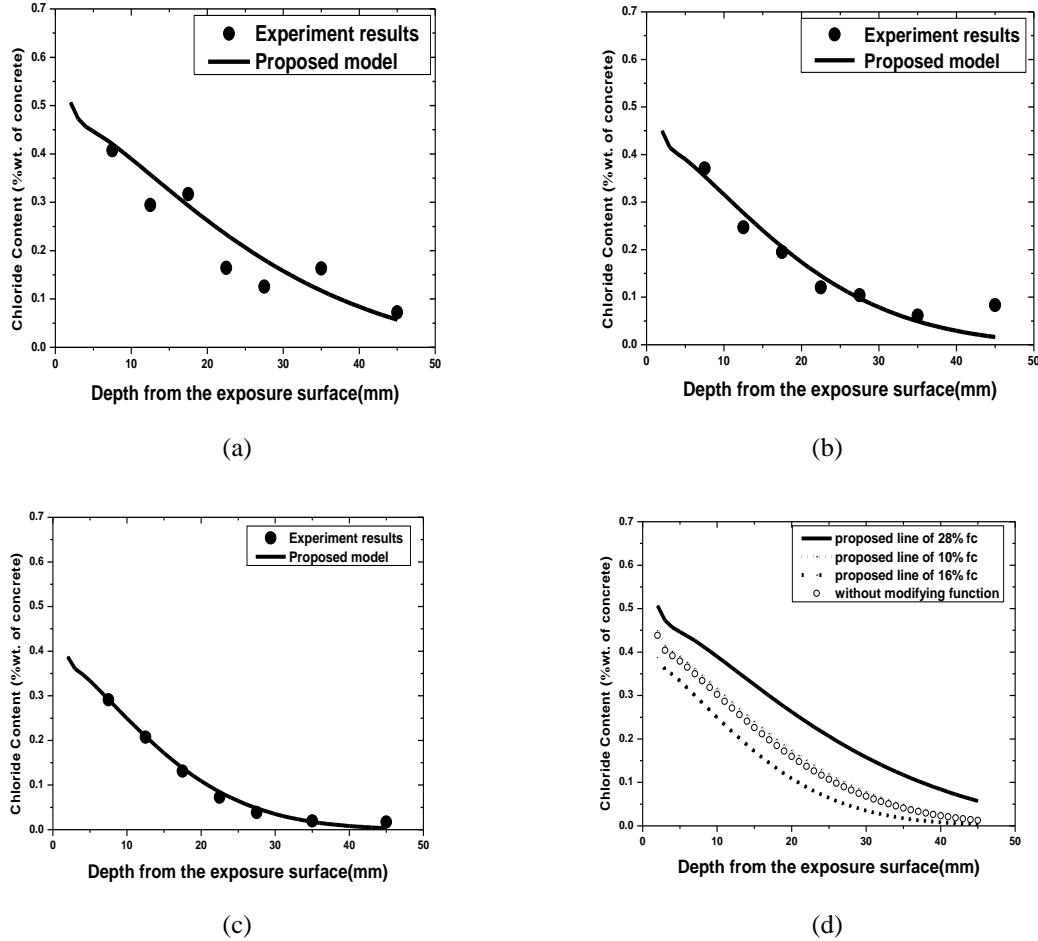 0.7
0.6
0.5
0.4
0.3
0.2
0.1
0.0
Chloride Content (%wt. of concrete)
Experiment results
Proposed model
0 10 20 30 40 50
Depth from the exposure surface(mm)
(a)
0.7
0.6
0.5
0.4
0.3
0.2
0.1
0.0
Chloride Content (%wt. of concrete)
Experiment results
Proposed model
0 10 20 30 40 50
Depth from the exposure surface(mm)
(b)
0.7
0.6
0.5
0.4
0.3
0.2
0.1
0.0
Chloride Content (%wt. of concrete)
Experiment results
Proposed model
0 10 20 30 40 50
Depth from the exposure surface(mm)
(c)
0.7
0.6
0.5
0.4
0.3
0.2
0.1
0.0
Chloride Content (%wt. of concrete)
proposed line of 28% fc
proposed line of 10% fc
proposed line of 16% fc
without modifying function
0 10 20 30 40 50
Depth from the exposure surface(mm)
(d)